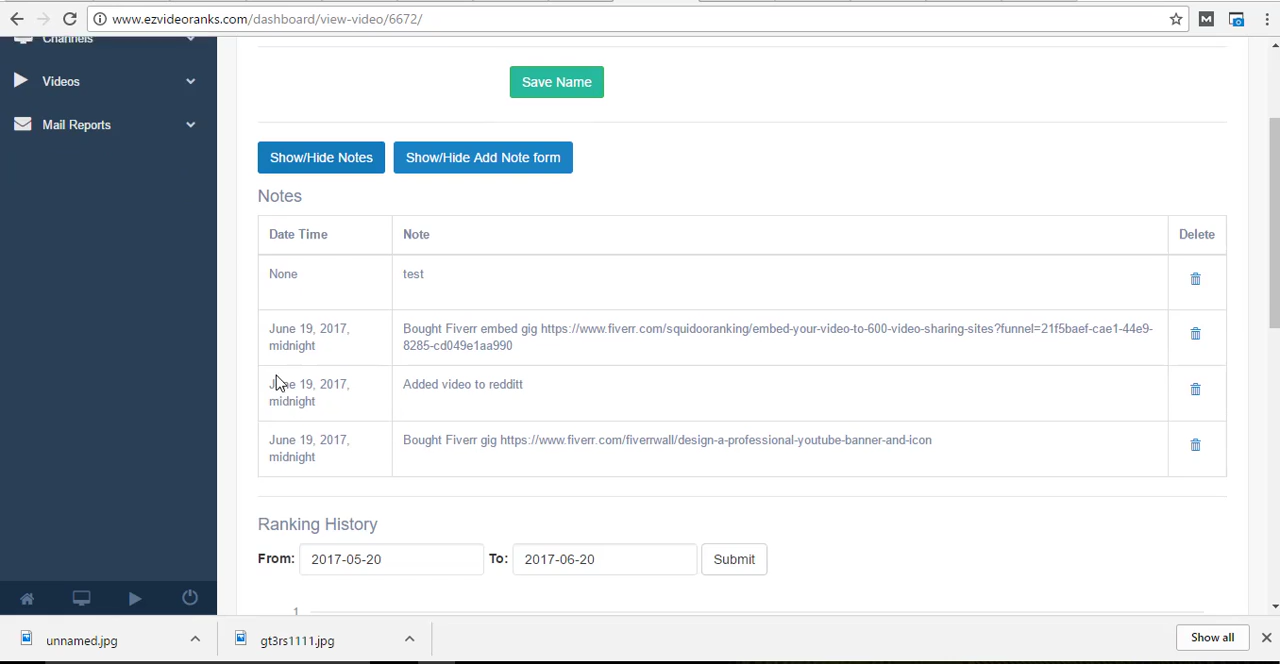 www.ezvideoranks.com/dashboard/view-video/6672/
Channels
Videos
Mail Reports
Save Name
Show/Hide Notes
Show/Hide Add Note form
Notes
Date Time Note Delete
None test
June 19, 2017, Bought Fiverr embed gig https://www.fiverr.com/squidooranking/embed-your-video-to-600-video-sharing-sites?funnel=21f5baef-cae1-44e9-
midnight 8285-cd049e1aa990
June 19, 2017, Added video to redditt
midnight
June 19, 2017, Bought Fiverr gig https://www.fiverr.com/fiverrwall/design-a-professional-youtube-banner-and-icon
midnight
Ranking History
From: 2017-05-20 To: 2017-06-20 Submit
1
unnamed.jpg
gt3rs1111.jpg
Show all